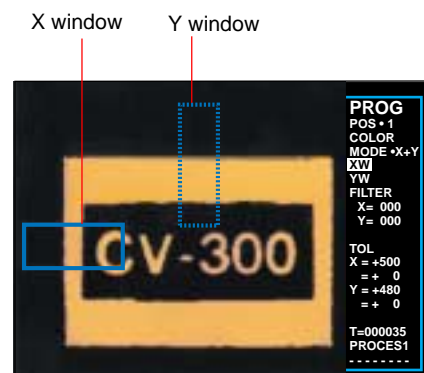 X window
Y window
CV-300
PROG
POS • 1
COLOR
MODE •X+Y
XW
YW
FILTER
X= 000
Y= 000
TOL
X = +500
= + 0
Y = +480
= + 0
T=000035
PROCES1
- - - - - - - -